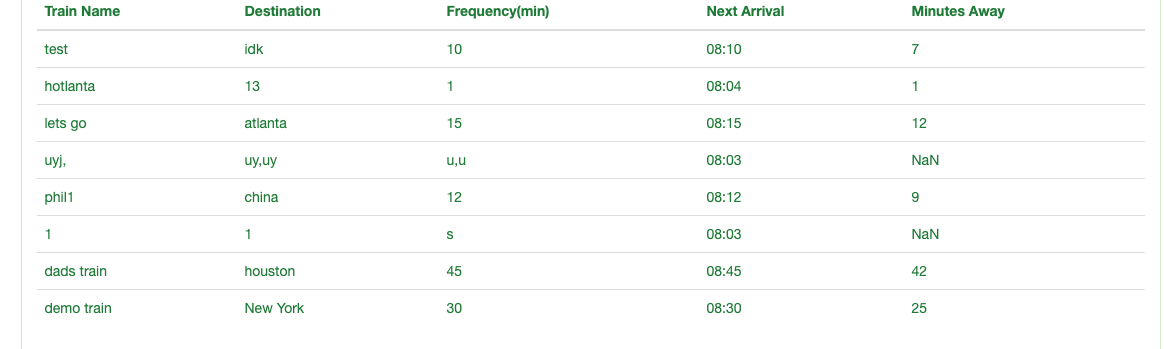 Train Name Destination Frequency(min) Next Arrival Minutes Away
test idk 10 08:10 7
hotlanta 13 1 08:04 1
lets go atlanta 15 08:15 12
uyj, uy,uy u,u 08:03 NaN
phil1 china 12 08:12 9
1 1 s 08:03 NaN
dads train houston 45 08:45 42
demo train New York 30 08:30 25